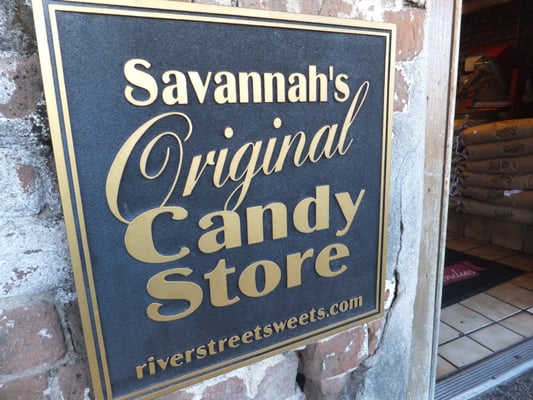 Savannah's
Original
Candy
Store
riverstreetsweets.com